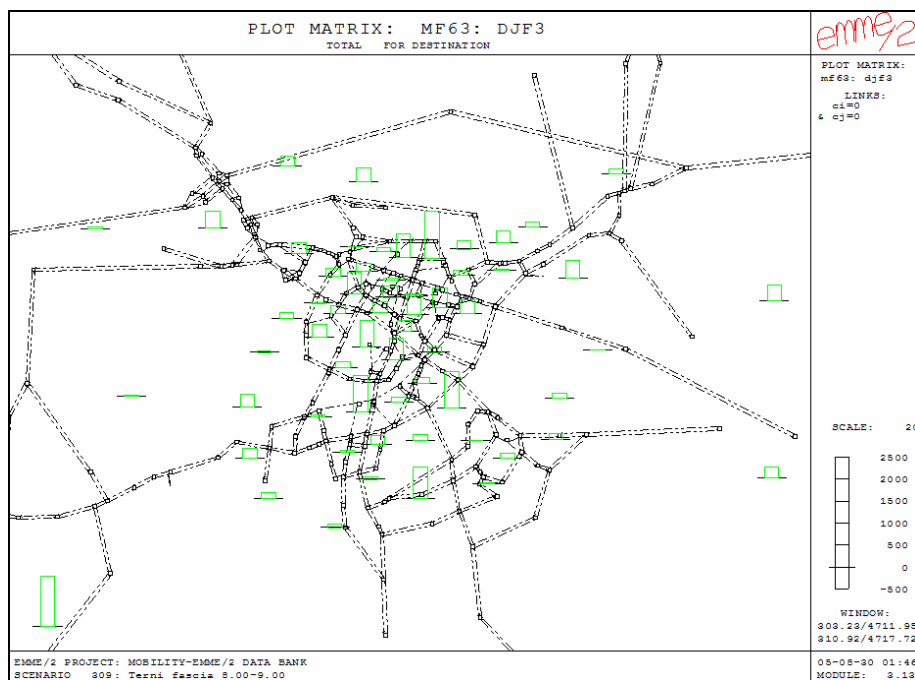 PLOT MATRIX: MF63: DJF3
TOTAL FOR DESTINATION
emme/2
PLOT MATRIX:
mf63: djf3
LINKS:
ci=0
& cj=0
SCALE: 20
2500
2000
1500
1000
500
0
-500
WINDOW:
303.23/4711.95
310.92/4717.72
EMME/2 PROJECT: MOBILITY-EMME/2 DATA BANK
SCENARIO 309: Terni fascia 8.00-9.00
05-08-30 01:46
MODULE: 3.13